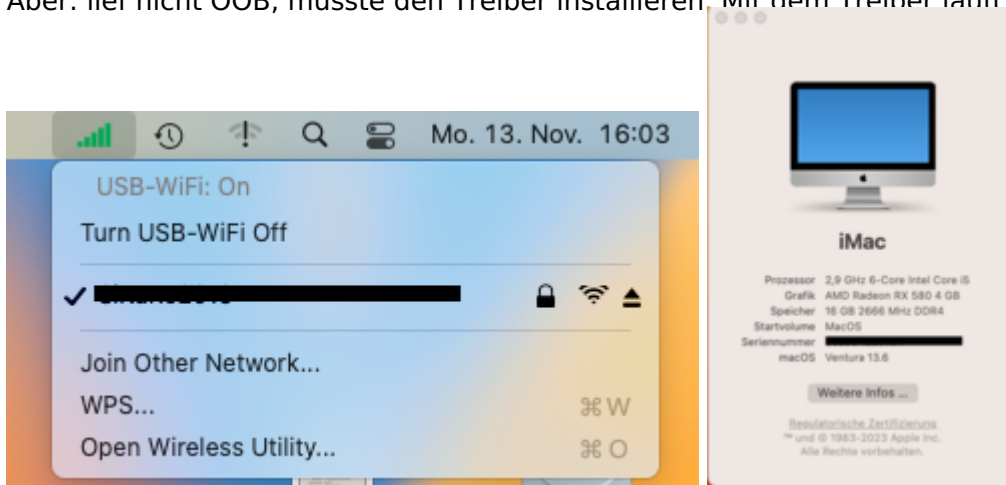 Aber: lief nicht OOB, musste den Treiber installieren. Mit dem Treiber läuft
Mo. 13. Nov. 16:03
USB-WiFi: On
Turn USB-WiFi Off
Join Other Network...
WPS... ⌘ W
Open Wireless Utility... ⌘ O
iMac
Prozessor 2,9 GHz 6-Core Intel Core i5
Grafik AMD Radeon RX 580 4 GB
Speicher 16 GB 2666 MHz DDR4
Startvolume MacOS
Seriennummer
macOS Ventura 13.6
Weitere Infos ...
Regulatorische Zertifizierung
™ und © 1983-2023 Apple Inc.
Alle Rechte vorbehalten.